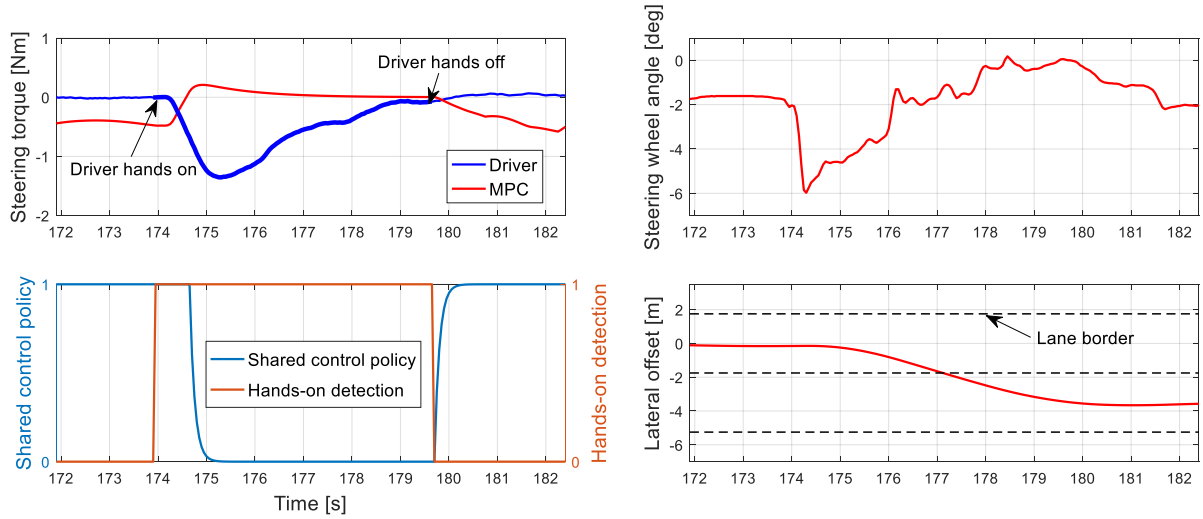 Steering torque [Nm]
1
0
-1
-2
Driver hands on
Driver hands off
Driver
MPC
172 173 174 175 176 177 178 179 180 181 182
Steering wheel angle [deg]
0
-2
-4
-6
172 173 174 175 176 177 178 179 180 181 182
Shared control policy
1
0
Shared control policy
Hands-on detection
1
0
Hands-on detection
172 173 174 175 176 177 178 179 180 181 182
Time [s]
Lateral offset [m]
2
0
-2
-4
-6
Lane border
172 173 174 175 176 177 178 179 180 181 182